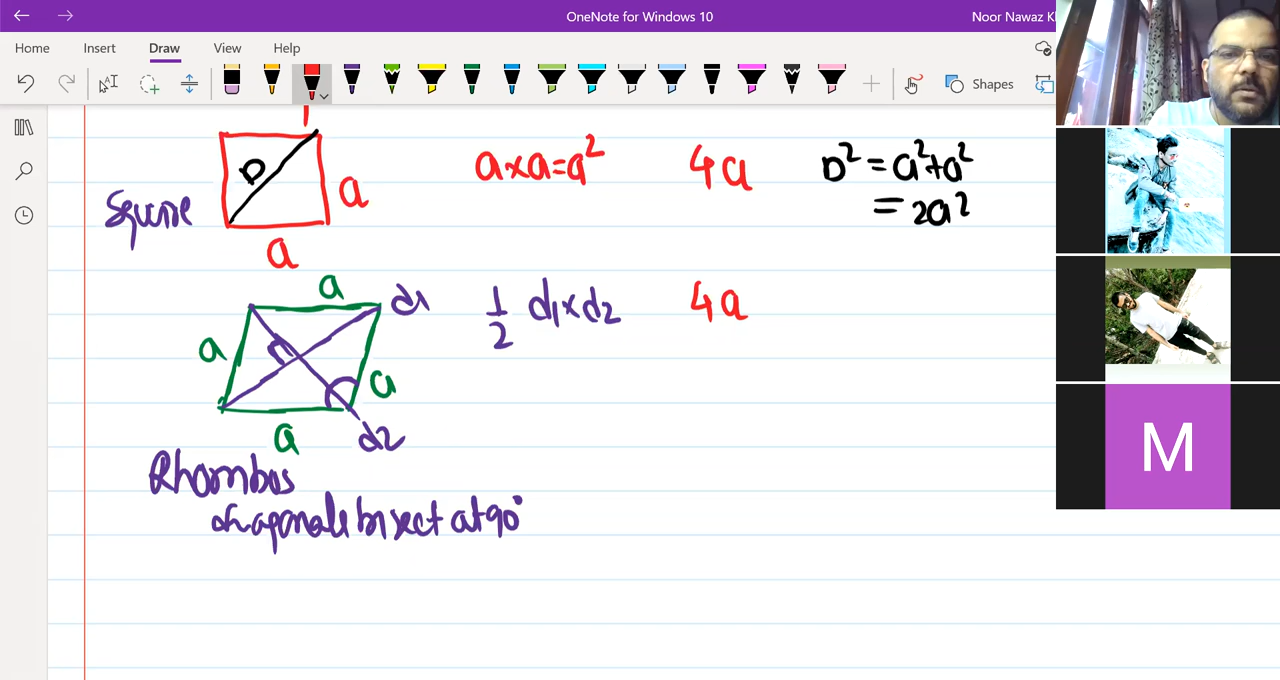 OneNote for Windows 10
Noor Nawaz Kh
Home Insert Draw View Help
Shapes
D
a
a
Square
a×a=a²
4a
D² = a²+a²
= 2a²
a
a
a
a
d1
d2
1/2 d1×d2
4a
Rhombus
diagonals bisect at 90°
M